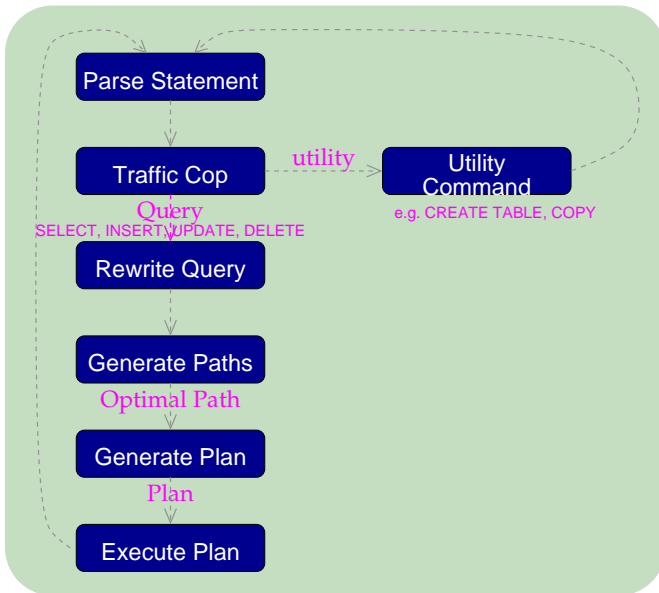 Parse Statement
Traffic Cop
utility
Utility
Command
Query
SELECT, INSERT, UPDATE, DELETE
e.g. CREATE TABLE, COPY
Rewrite Query
Generate Paths
Optimal Path
Generate Plan
Plan
Execute Plan